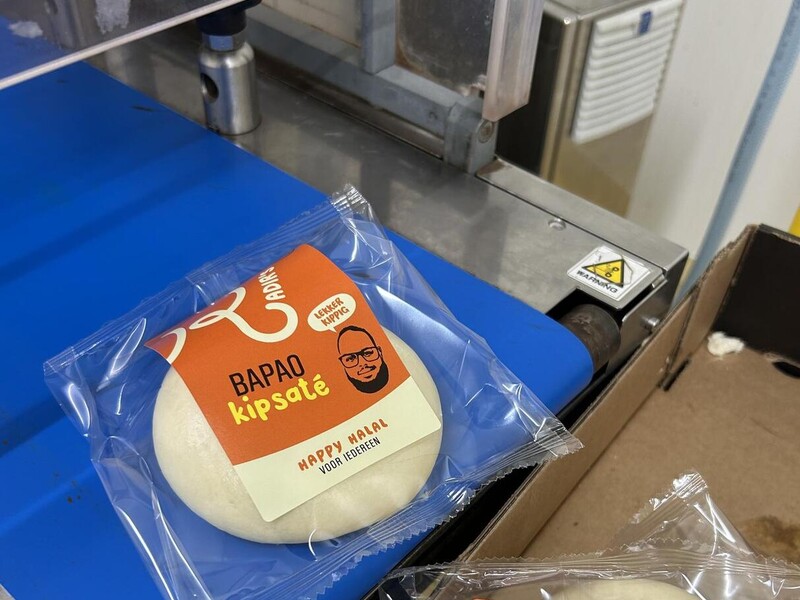 LEKKER
KIPPIG
BAPAO
kipsaté
HAPPY HALAL
VOOR IEDEREEN
WARNING